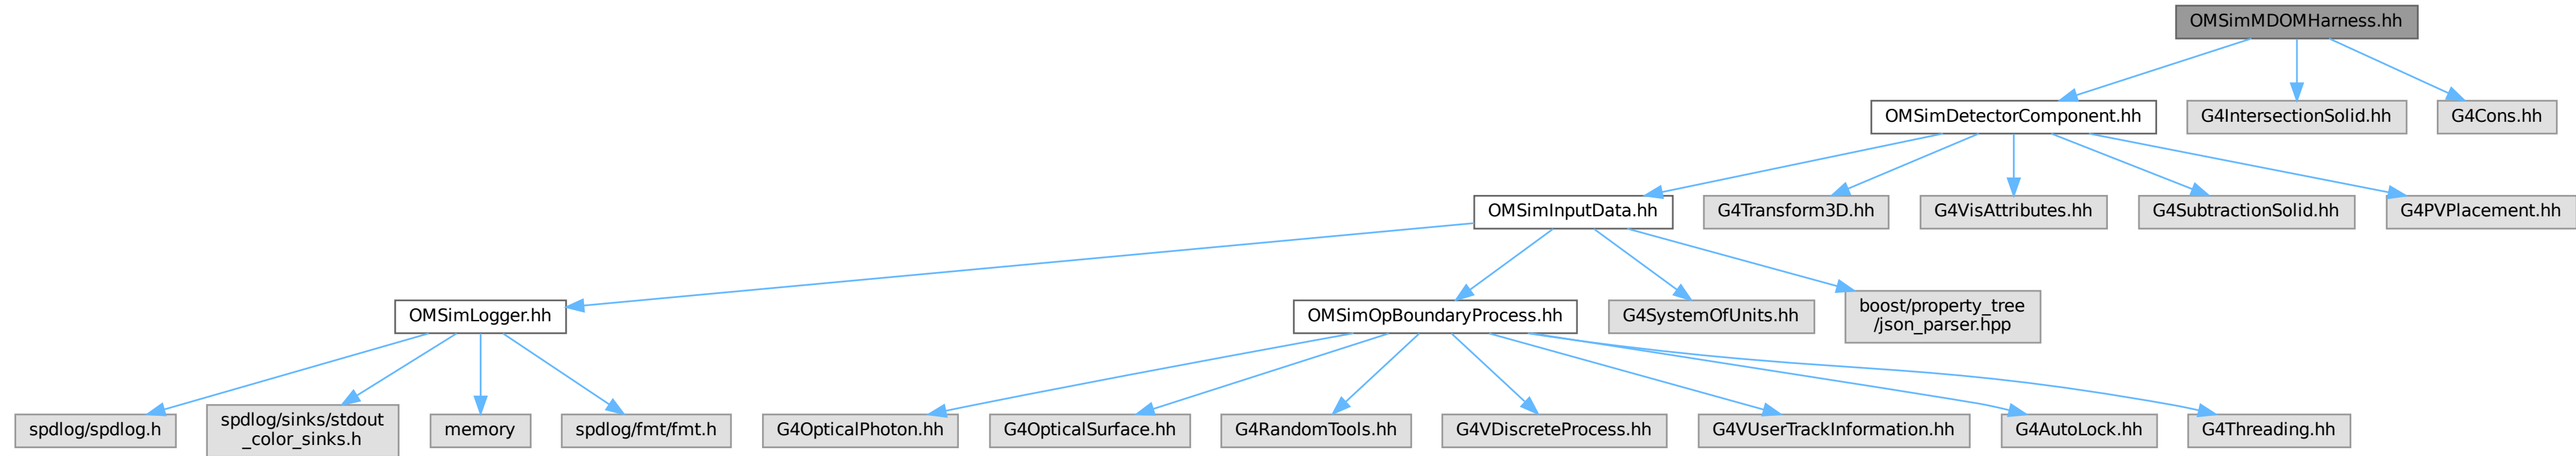 OMSimMDOMHarness.hh
OMSimDetectorComponent.hh
G4IntersectionSolid.hh
G4Cons.hh
OMSimInputData.hh
G4Transform3D.hh
G4VisAttributes.hh
G4SubtractionSolid.hh
G4PVPlacement.hh
OMSimLogger.hh
OMSimOpBoundaryProcess.hh
G4SystemOfUnits.hh
boost/property_tree
/json_parser.hpp
spdlog/spdlog.h
spdlog/sinks/stdout
_color_sinks.h
memory
spdlog/fmt/fmt.h
G4OpticalPhoton.hh
G4OpticalSurface.hh
G4RandomTools.hh
G4VDiscreteProcess.hh
G4VUserTrackInformation.hh
G4AutoLock.hh
G4Threading.hh